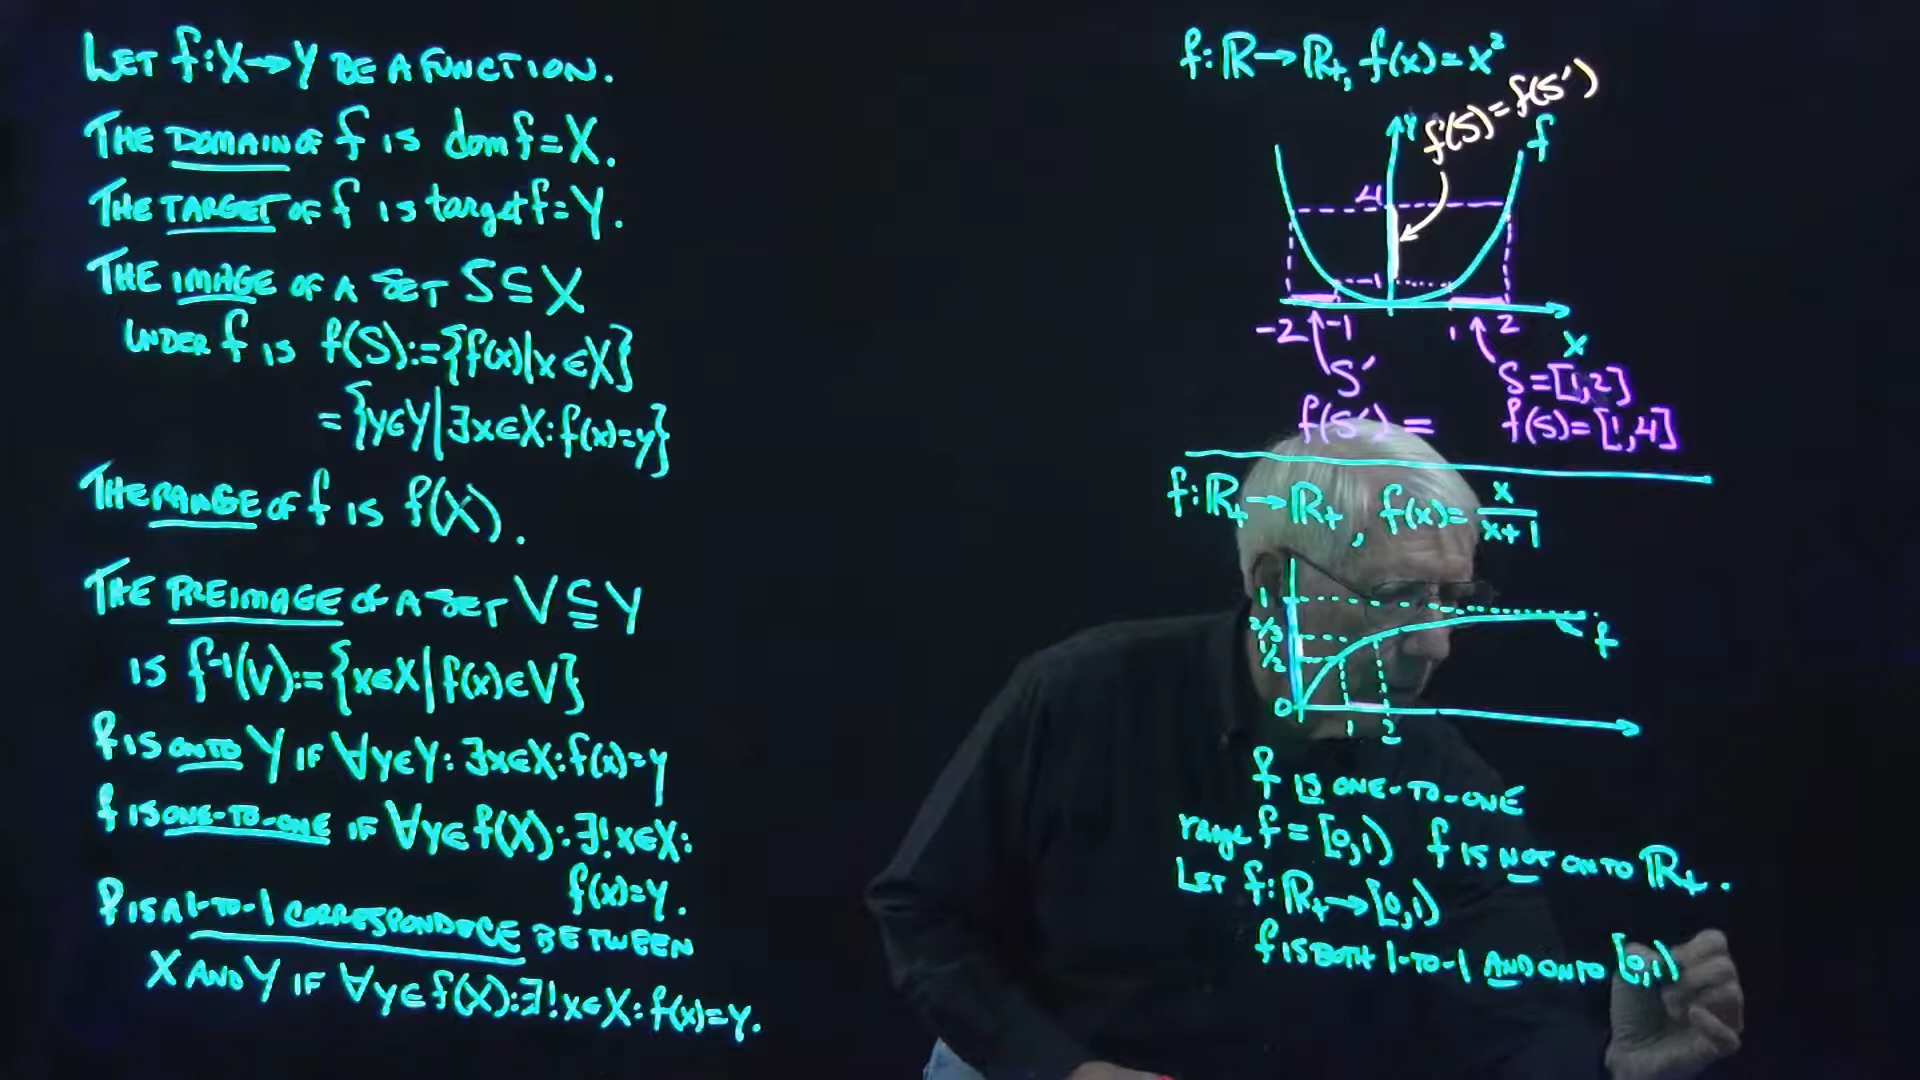 LET f:X→Y BE A FUNCTION.
THE DOMAIN OF f IS dom f=X.
THE TARGET OF f IS target f=Y.
THE IMAGE OF A SET S⊆X
UNDER f IS f(S):={f(x)|x∈X}
={y∈Y|∃x∈X:f(x)=y}
THE RANGE OF f IS f(X).
THE PREIMAGE OF A SET V⊆Y
IS f⁻¹(V):={x∈X|f(x)∈V}
f IS ONTO Y IF ∀y∈Y:∃x∈X:f(x)=y
f IS ONE-TO-ONE IF ∀y∈f(X):∃!x∈X:
f(x)=y.
f IS A 1-TO-1 CORRESPONDECE BETWEEN
X AND Y IF ∀y∈f(X):∃!x∈X:f(x)=y.
f:ℝ→ℝ₊, f(x)=x²
f(S)=f(S')
Y
f
4
1
-2 -1 1 2
x
S'
S=[1,2]
f(S')=
f(S)=[1,4]
f:ℝ₊→ℝ₊, f(x)=x/(x+1)
1
2/3
1/2
f
0
1 2
f IS ONE-TO-ONE
range f=[0,1) f IS NOT ONTO ℝ₊.
LET f:ℝ₊→[0,1)
f IS BOTH 1-TO-1 AND ONTO [0,1)